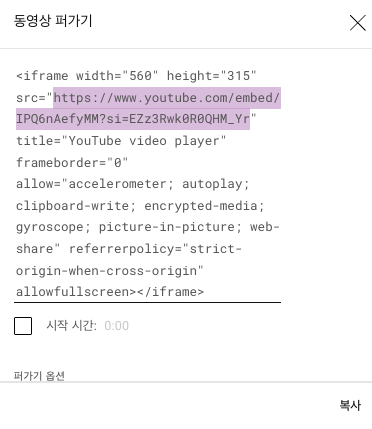 동영상 퍼가기
<iframe width="560" height="315"
src="https://www.youtube.com/embed/
IPQ6nAefyMM?si=EZz3Rwk0R0QHM_Yr"
title="YouTube video player"
frameborder="0"
allow="accelerometer; autoplay;
clipboard-write; encrypted-media;
gyroscope; picture-in-picture; web-
share" referrerpolicy="strict-
origin-when-cross-origin"
allowfullscreen></iframe>
시작 시간: 0:00
퍼가기 옵션
복사